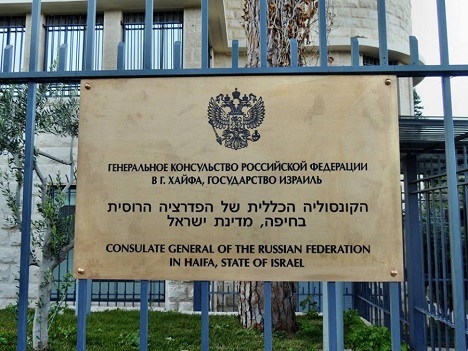 ГЕНЕРАЛЬНОЕ КОНСУЛЬСТВО РОССИЙСКОЙ ФЕДЕРАЦИИ
В Г. ХАЙФА, ГОСУДАРСТВО ИЗРАИЛЬ
הקונסוליה הכללית של הפדרציה הרוסית
בחיפה, מדינת ישראל
CONSULATE GENERAL OF THE RUSSIAN FEDERATION
IN HAIFA, STATE OF ISRAEL